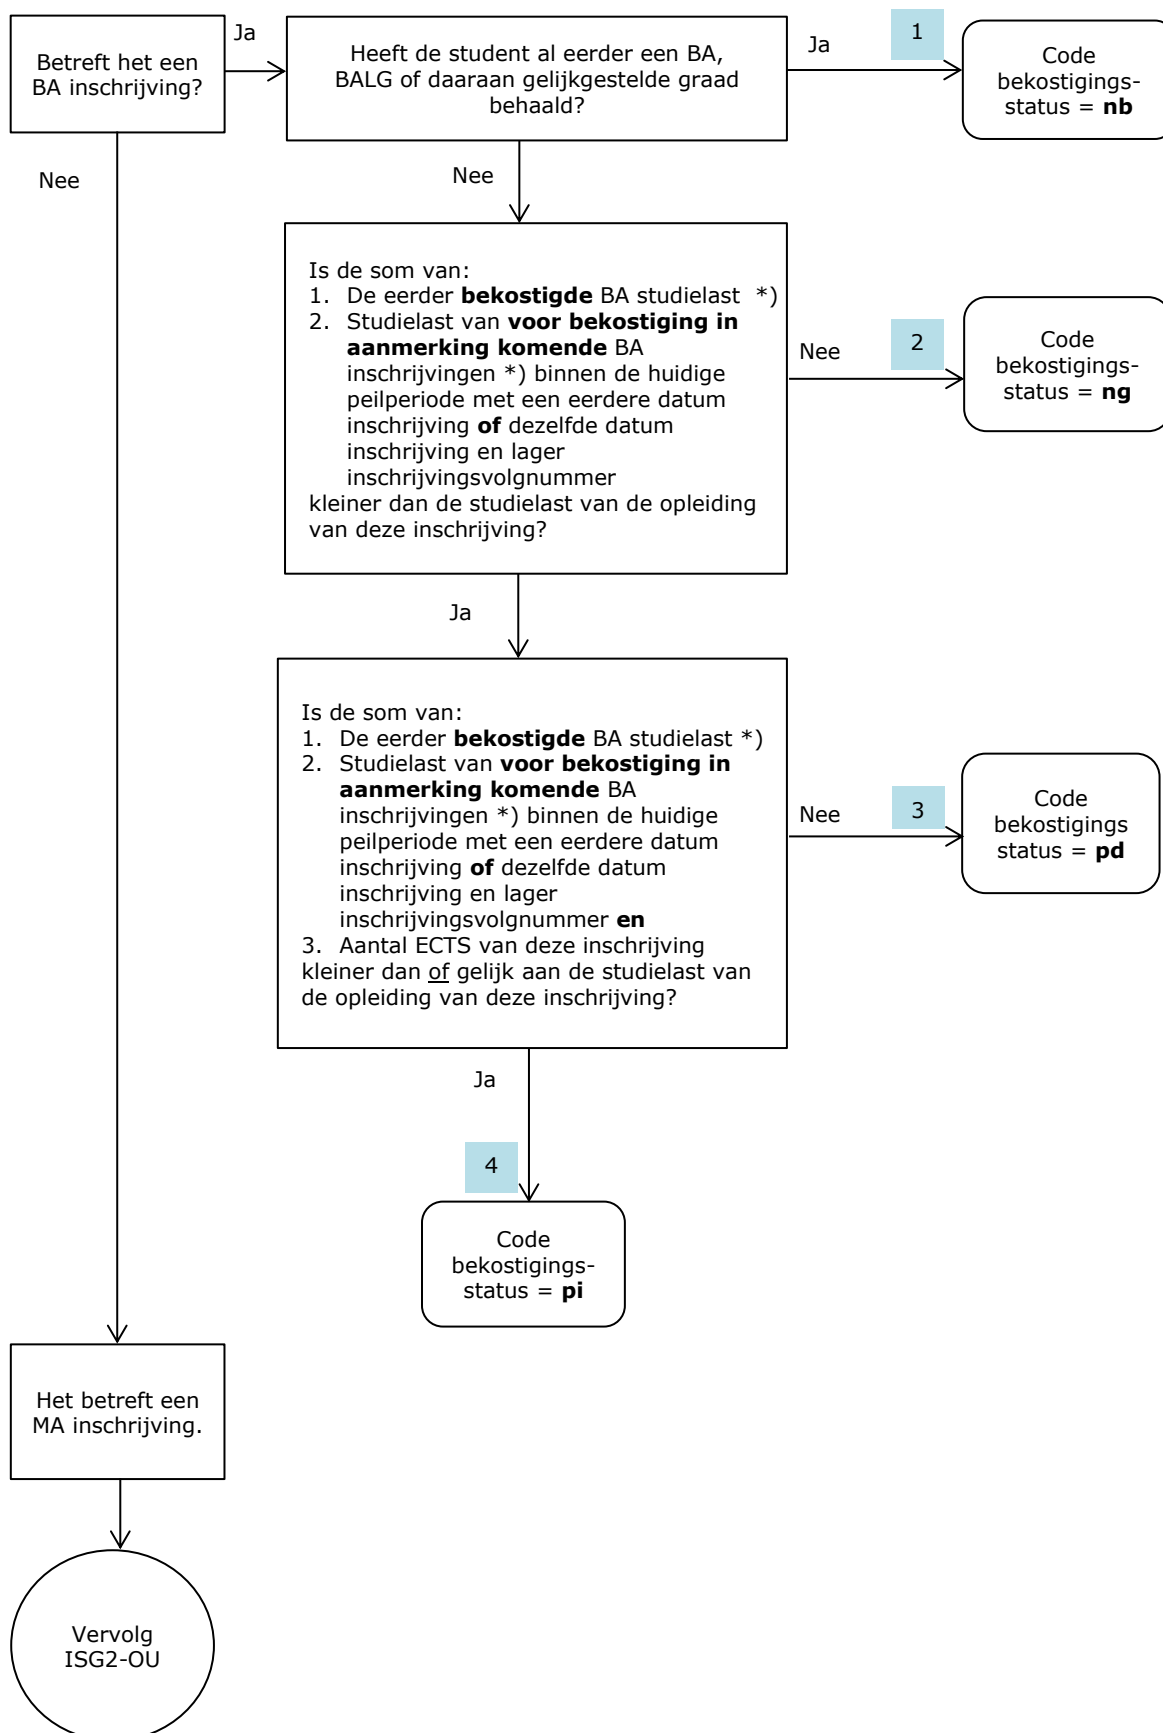 Betreft het een
BA inschrijving?
Ja
Heeft de student al eerder een BA,
BALG of daaraan gelijkgestelde graad
behaald?
Ja
1
Code
bekostigings-
status = nb
Nee
Nee
Is de som van:
1. De eerder bekostigde BA studielast *)
2. Studielast van voor bekostiging in
aanmerking komende BA
inschrijvingen *) binnen de huidige
peilperiode met een eerdere datum
inschrijving of dezelfde datum
inschrijving en lager
inschrijvingsvolgnummer
kleiner dan de studielast van de opleiding
van deze inschrijving?
Nee
2
Code
bekostigings-
status = ng
Ja
Is de som van:
1. De eerder bekostigde BA studielast *)
2. Studielast van voor bekostiging in
aanmerking komende BA
inschrijvingen *) binnen de huidige
peilperiode met een eerdere datum
inschrijving of dezelfde datum
inschrijving en lager
inschrijvingsvolgnummer en
3. Aantal ECTS van deze inschrijving
kleiner dan of gelijk aan de studielast van
de opleiding van deze inschrijving?
Nee
3
Code
bekostigings
status = pd
Ja
4
Code
bekostigings-
status = pi
Het betreft een
MA inschrijving.
Vervolg
ISG2-OU